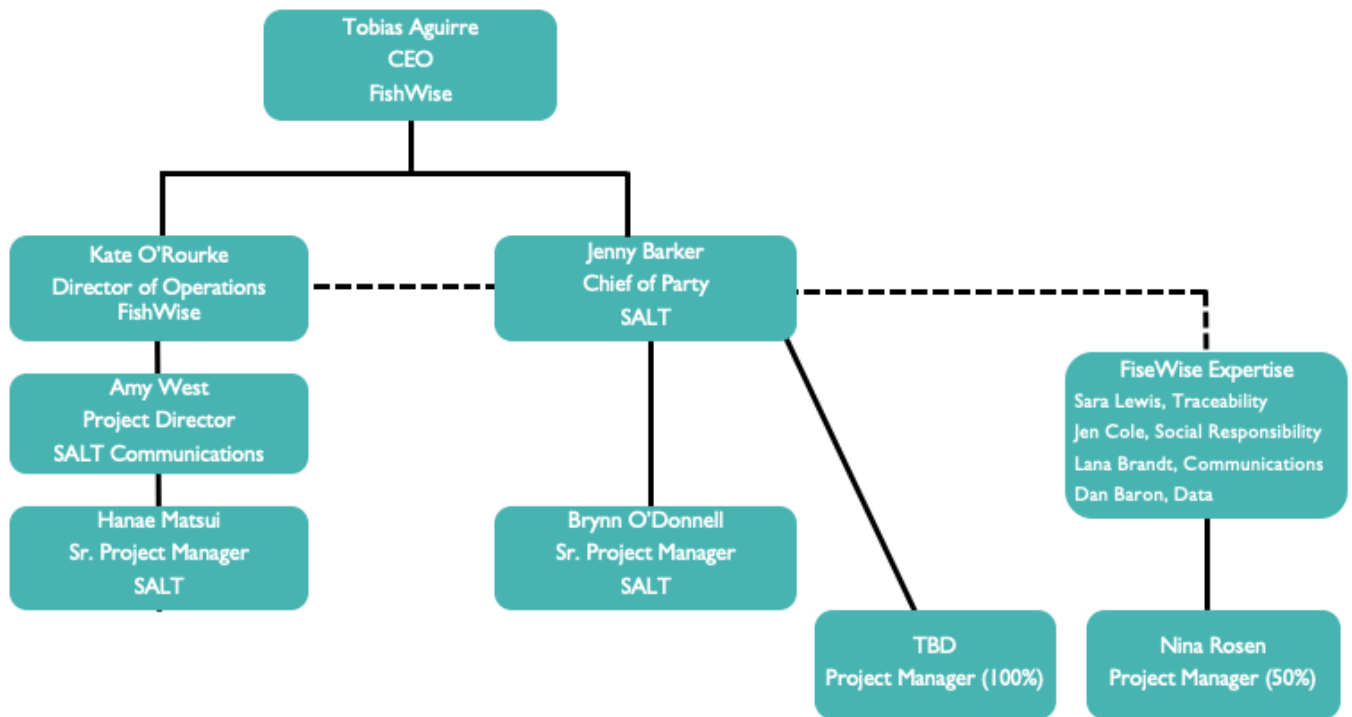 Tobias Aguirre
CEO
FishWise
Kate O'Rourke
Director of Operations
FishWise
Jenny Barker
Chief of Party
SALT
Amy West
Project Director
SALT Communications
FiseWise Expertise
Sara Lewis, Traceability
Jen Cole, Social Responsibility
Lana Brandt, Communications
Dan Baron, Data
Hanae Matsui
Sr. Project Manager
SALT
Brynn O'Donnell
Sr. Project Manager
SALT
TBD
Project Manager (100%)
Nina Rosen
Project Manager (50%)